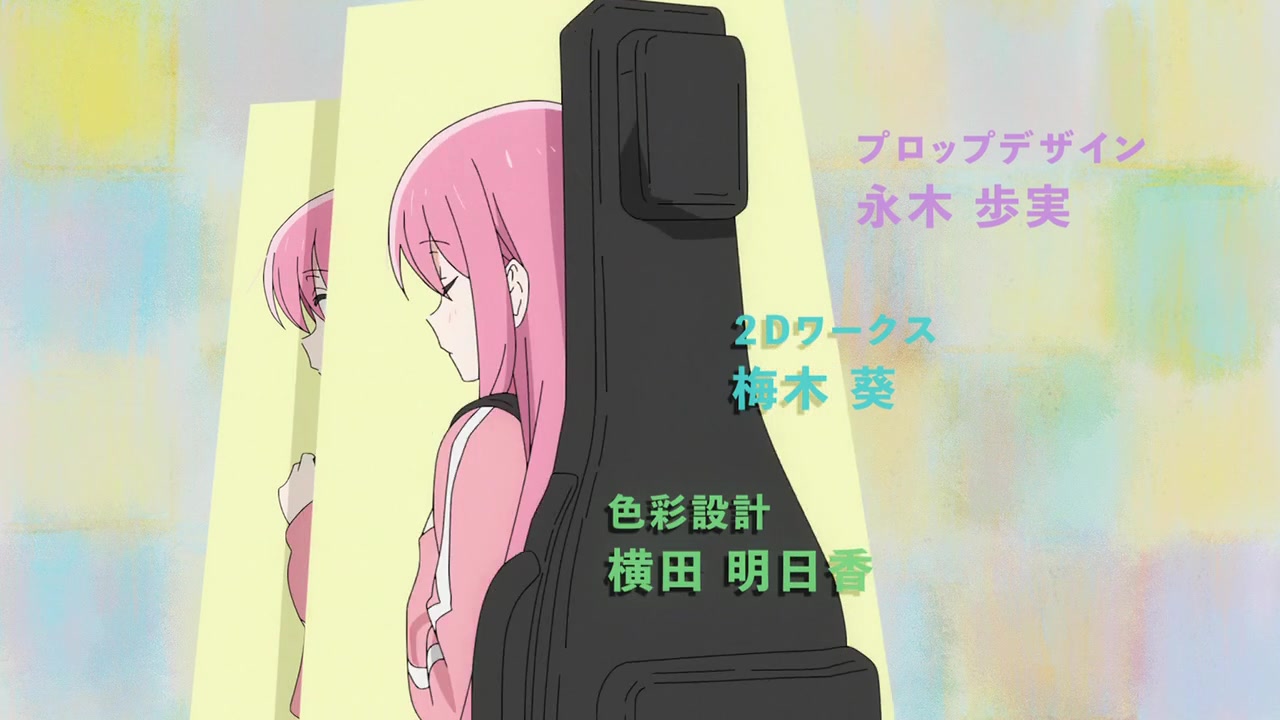 プロップデザイン
永木 歩実
2Dワークス
梅木 葵
色彩設計
横田 明日香